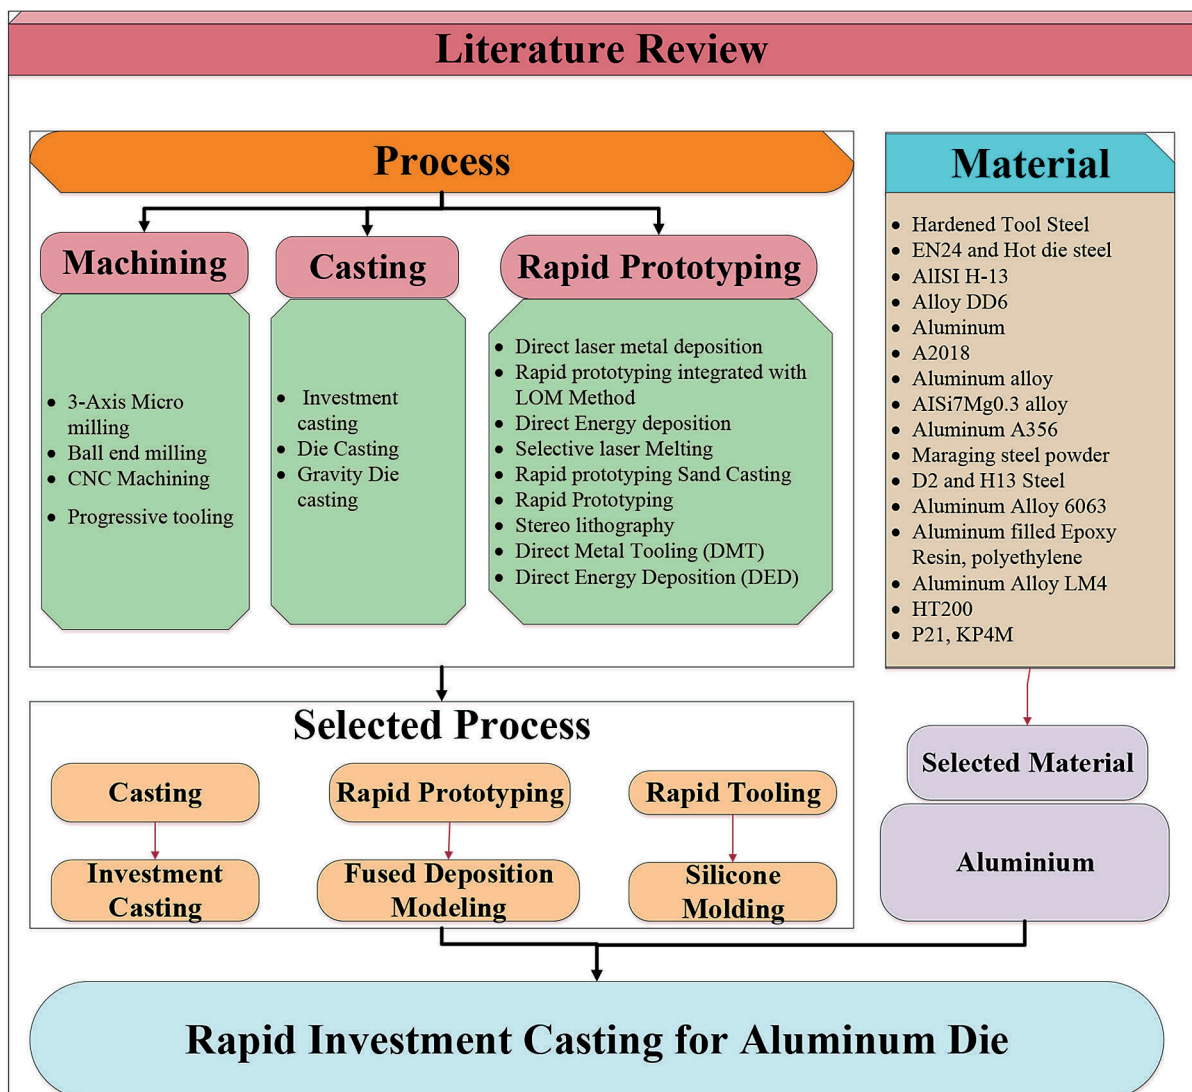 Literature Review
Process
Machining
3-Axis Micro
milling
Ball end milling
CNC Machining
Progressive tooling
Casting
Investment
casting
Die Casting
Gravity Die
casting
Rapid Prototyping
Direct laser metal deposition
Rapid prototyping integrated with
LOM Method
Direct Energy deposition
Selective laser Melting
Rapid prototyping Sand Casting
Rapid Prototyping
Stereo lithography
Direct Metal Tooling (DMT)
Direct Energy Deposition (DED)
Material
Hardened Tool Steel
EN24 and Hot die steel
AlISI H-13
Alloy DD6
Aluminum
A2018
Aluminum alloy
AISi7Mg0.3 alloy
Aluminum A356
Maraging steel powder
D2 and H13 Steel
Aluminum Alloy 6063
Aluminum filled Epoxy
Resin, polyethylene
Aluminum Alloy LM4
HT200
P21, KP4M
Selected Process
Casting
Investment
Casting
Rapid Prototyping
Fused Deposition
Modeling
Rapid Tooling
Silicone
Molding
Selected Material
Aluminium
Rapid Investment Casting for Aluminum Die